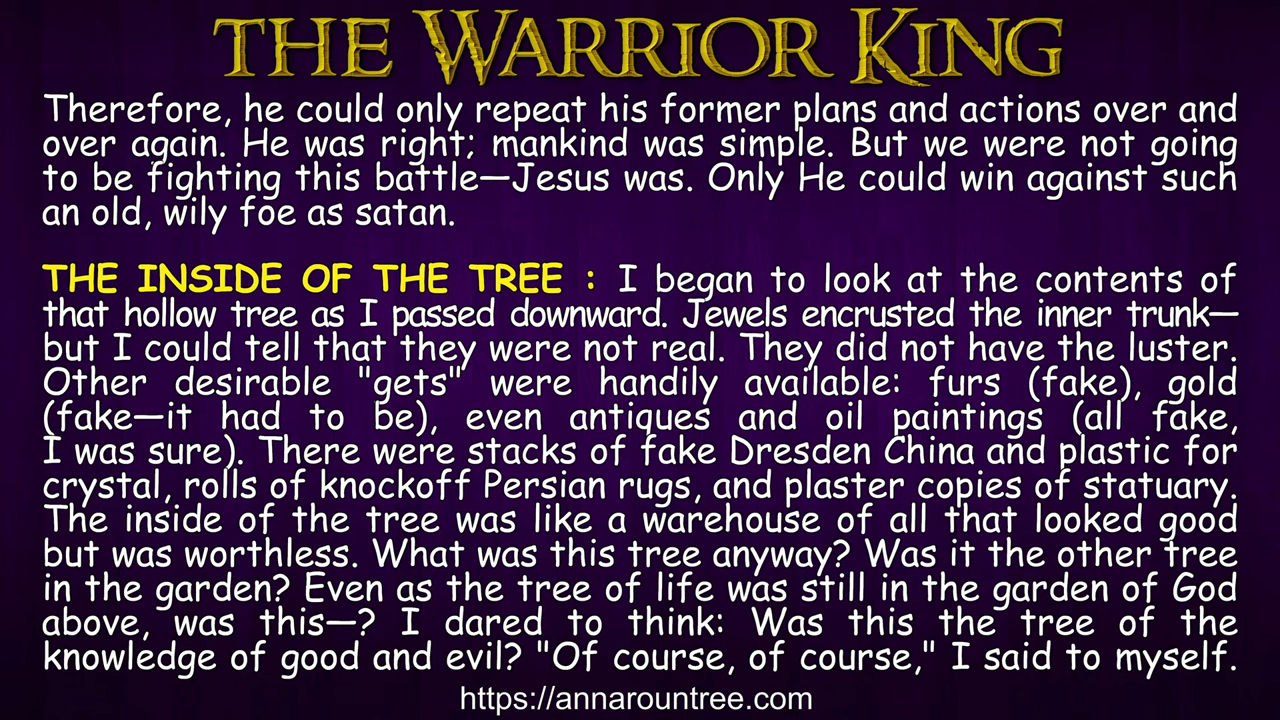 THE WARRIOR KING
Therefore, he could only repeat his former plans and actions over and
over again. He was right; mankind was simple. But we were not going
to be fighting this battle—Jesus was. Only He could win against such
an old, wily foe as satan.
THE INSIDE OF THE TREE : I began to look at the contents of
that hollow tree as I passed downward. Jewels encrusted the inner trunk—
but I could tell that they were not real. They did not have the luster.
Other desirable "gets" were handily available: furs (fake), gold
(fake—it had to be), even antiques and oil paintings (all fake,
I was sure). There were stacks of fake Dresden China and plastic for
crystal, rolls of knockoff Persian rugs, and plaster copies of statuary.
The inside of the tree was like a warehouse of all that looked good
but was worthless. What was this tree anyway? Was it the other tree
in the garden? Even as the tree of life was still in the garden of God
above, was this—? I dared to think: Was this the tree of the
knowledge of good and evil? "Of course, of course," I said to myself.
https://annarountree.com